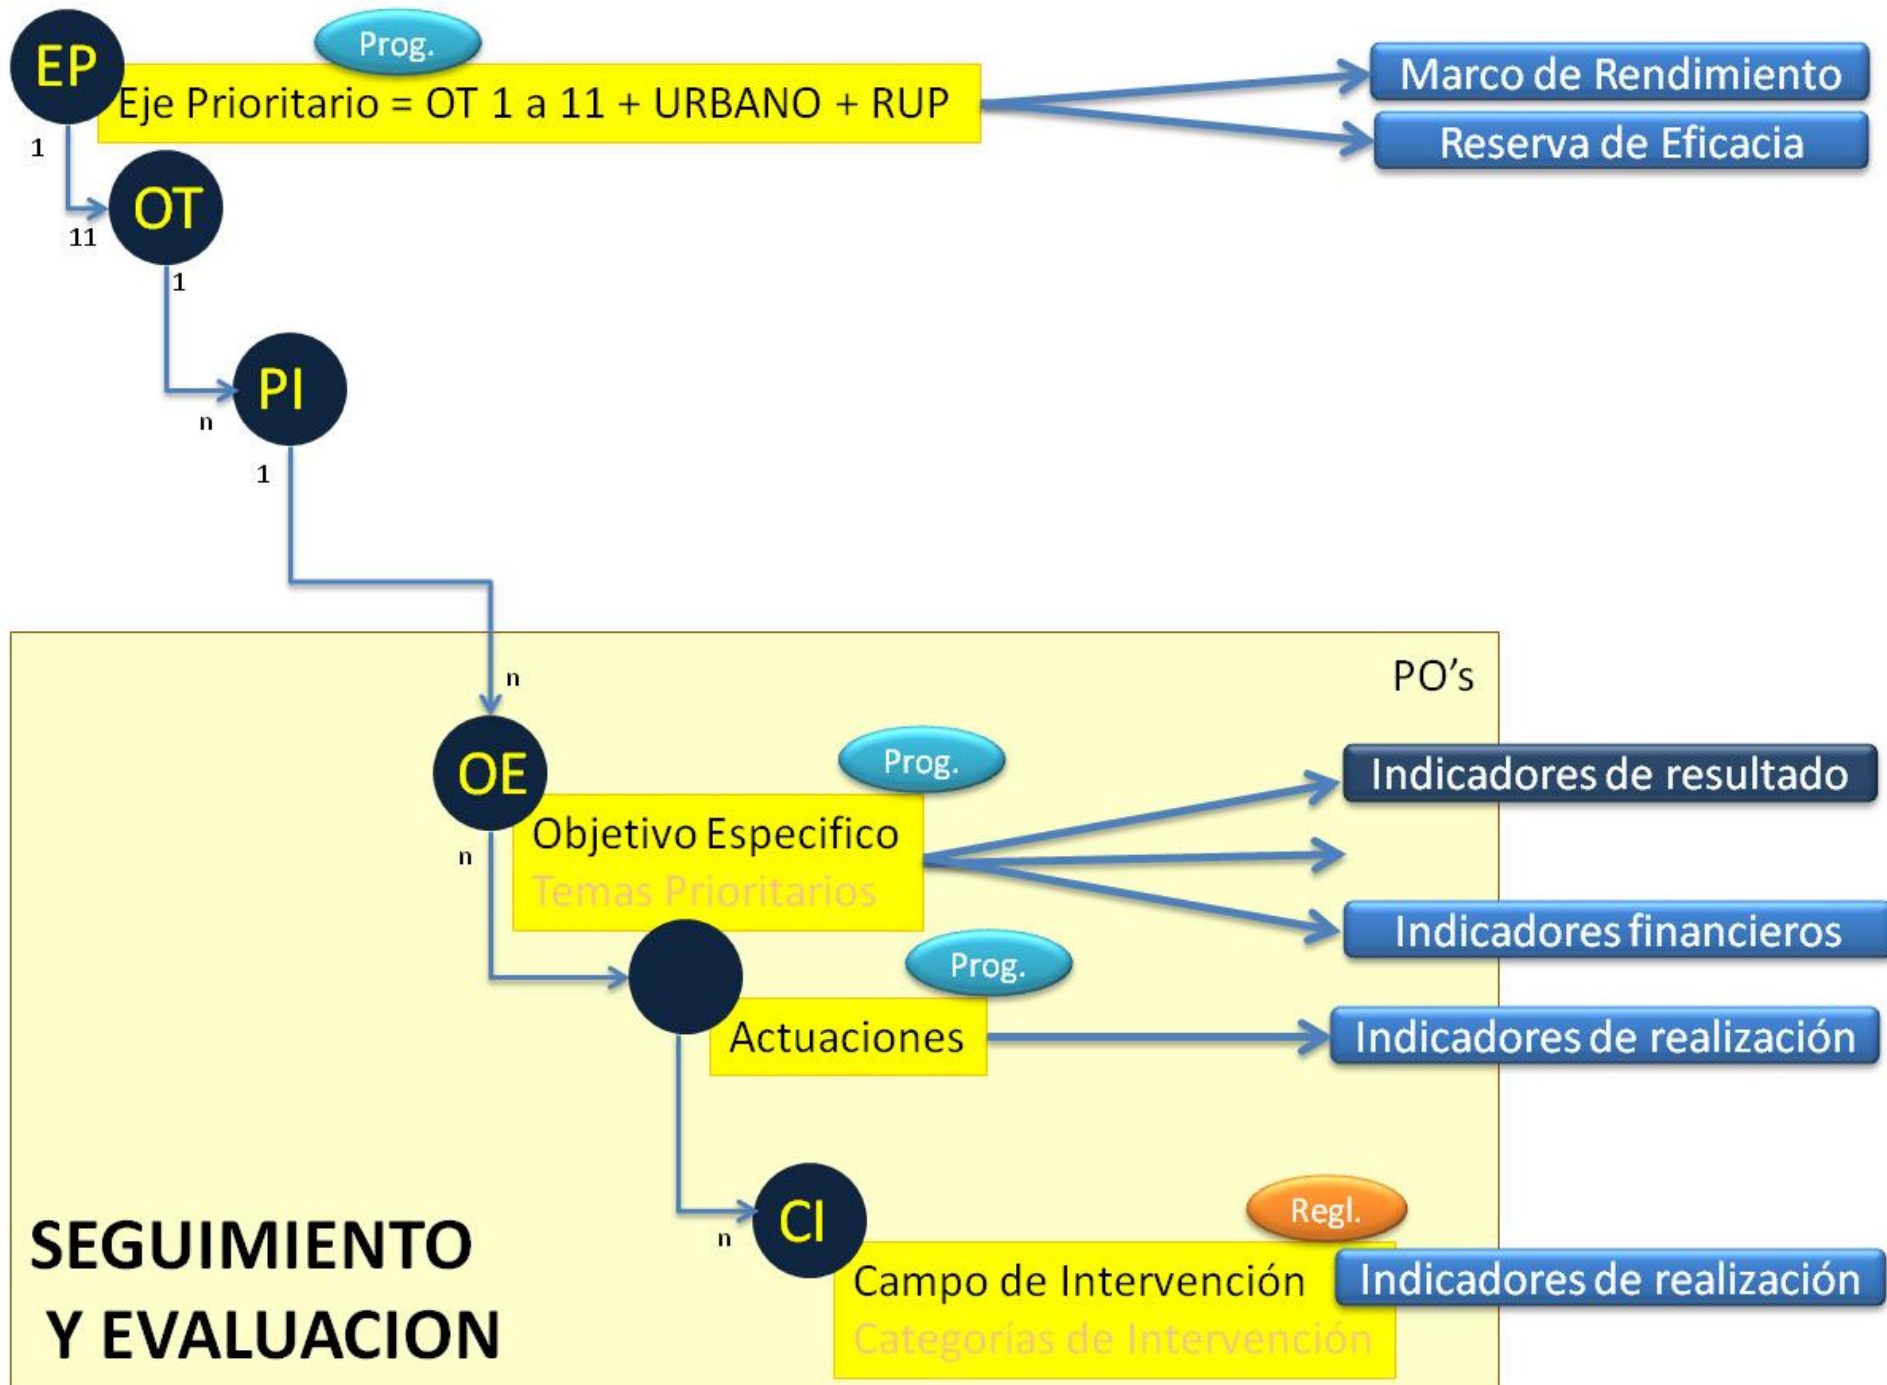 EP
Prog.
Eje Prioritario = OT 1 a 11 + URBANO + RUP
Marco de Rendimiento
Reserva de Eficacia
1
OT
11
1
PI
n
1
PO's
n
OE
Prog.
Objetivo Especifico
Temas Prioritarios
Indicadores de resultado
n
Indicadores financieros
Prog.
Actuaciones
Indicadores de realización
CI
n
Regl.
Campo de Intervención
Categorías de Intervención
Indicadores de realización
SEGUIMIENTO
Y EVALUACION